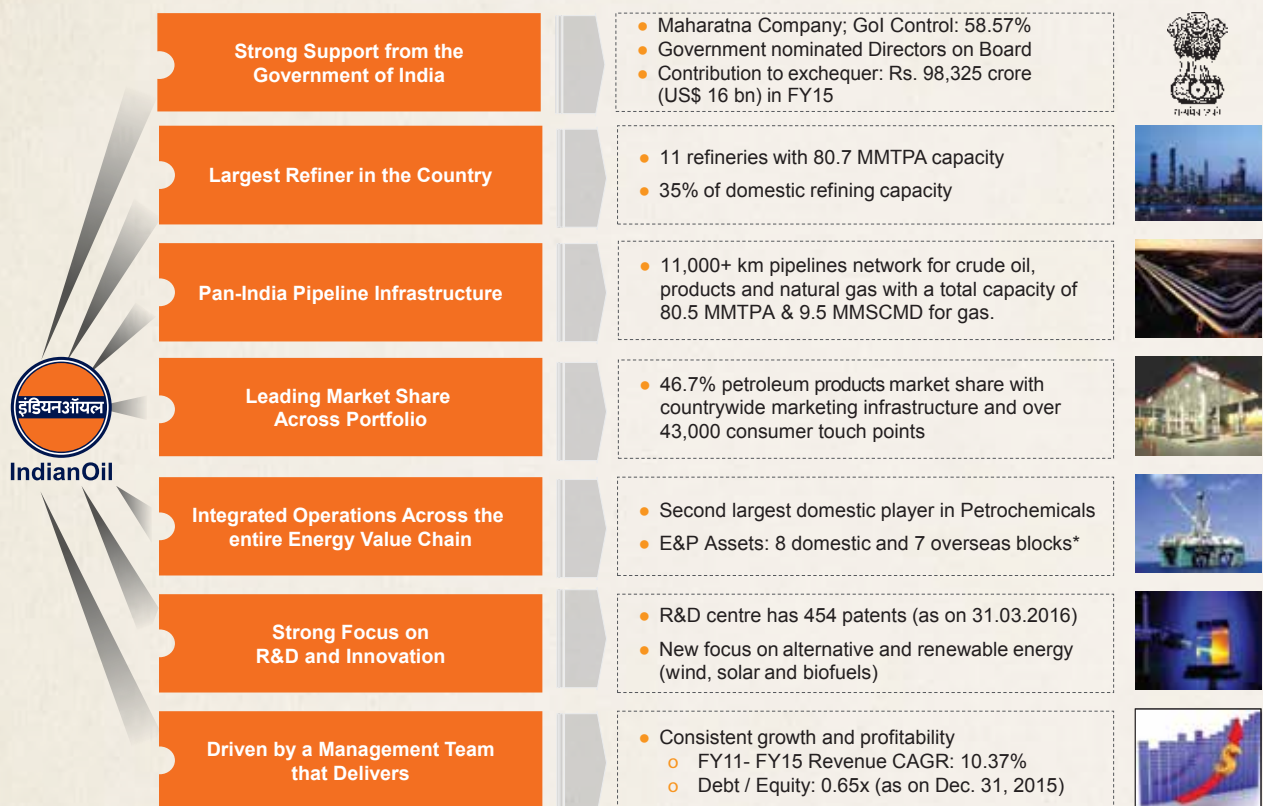 Strong Support from the
Government of India
● Maharatna Company; GoI Control: 58.57%
● Government nominated Directors on Board
● Contribution to exchequer: Rs. 98,325 crore
(US$ 16 bn) in FY15
Largest Refiner in the Country
● 11 refineries with 80.7 MMTPA capacity
● 35% of domestic refining capacity
Pan-India Pipeline Infrastructure
● 11,000+ km pipelines network for crude oil,
products and natural gas with a total capacity of
80.5 MMTPA & 9.5 MMSCMD for gas.
इंडियनऑयल
IndianOil
Leading Market Share
Across Portfolio
● 46.7% petroleum products market share with
countrywide marketing infrastructure and over
43,000 consumer touch points
Integrated Operations Across the
entire Energy Value Chain
● Second largest domestic player in Petrochemicals
● E&P Assets: 8 domestic and 7 overseas blocks*
Strong Focus on
R&D and Innovation
● R&D centre has 454 patents (as on 31.03.2016)
● New focus on alternative and renewable energy
(wind, solar and biofuels)
Driven by a Management Team
that Delivers
● Consistent growth and profitability
o FY11- FY15 Revenue CAGR: 10.37%
o Debt / Equity: 0.65x (as on Dec. 31, 2015)
$